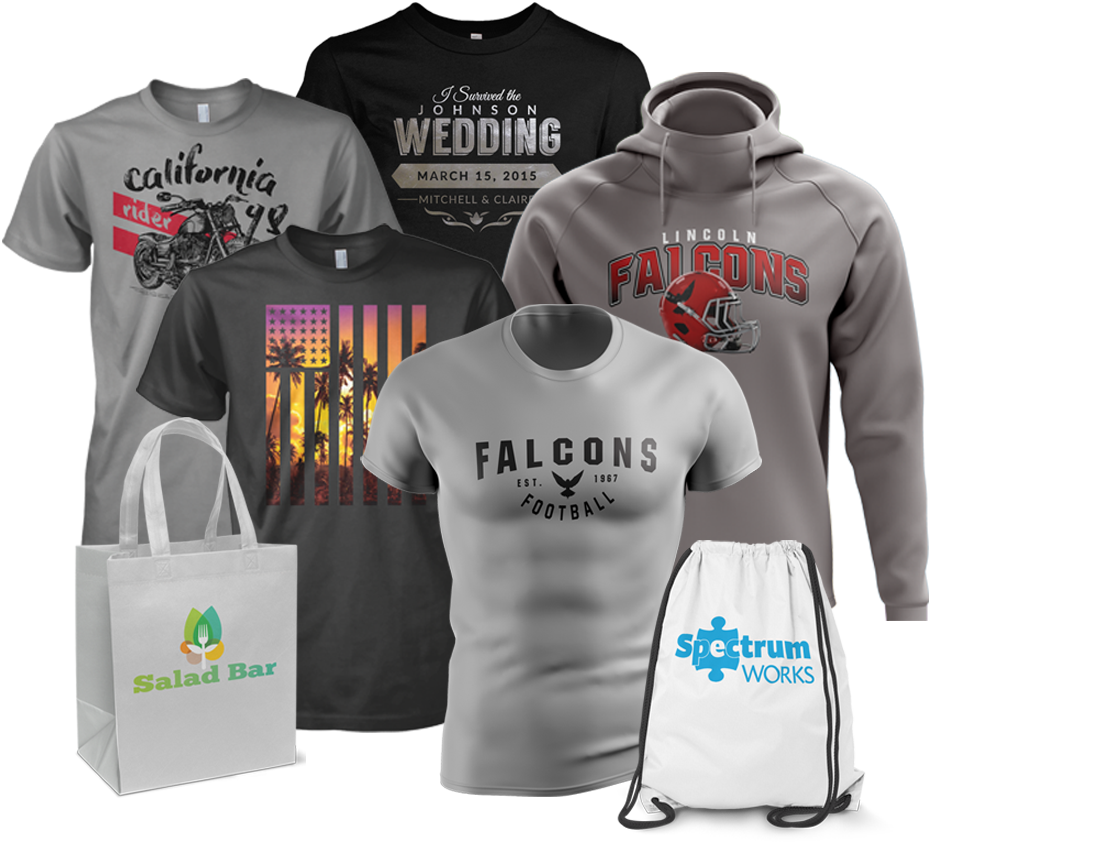 I Survived the
JOHNSON
WEDDING
MARCH 15, 2015
MITCHELL & CLAIRE
california
rider
LINCOLN
FALCONS
FALCONS
EST. 1967
FOOTBALL
Salad Bar
Spectrum
WORKS